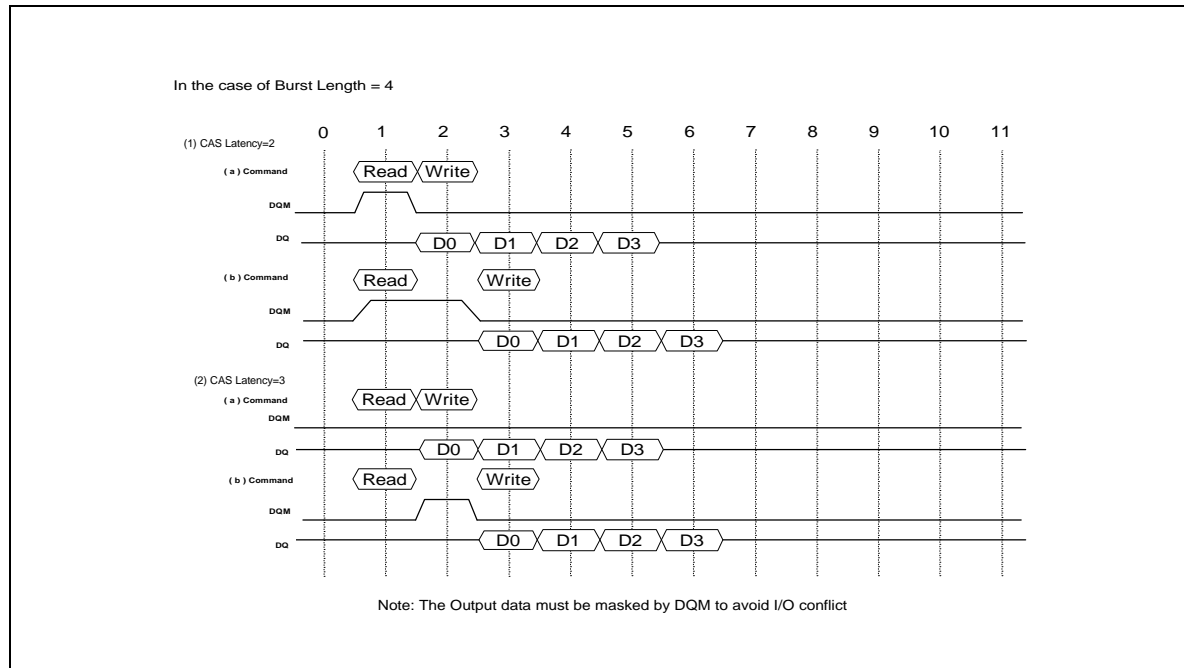 In the case of Burst Length = 4
0 1 2 3 4 5 6 7 8 9 10 11
(1) CAS Latency=2
( a ) Command Read Write
DQM
DQ D0 D1 D2 D3
( b ) Command Read Write
DQM
DQ D0 D1 D2 D3
(2) CAS Latency=3
( a ) Command Read Write
DQM
DQ D0 D1 D2 D3
( b ) Command Read Write
DQM
DQ D0 D1 D2 D3
Note: The Output data must be masked by DQM to avoid I/O conflict